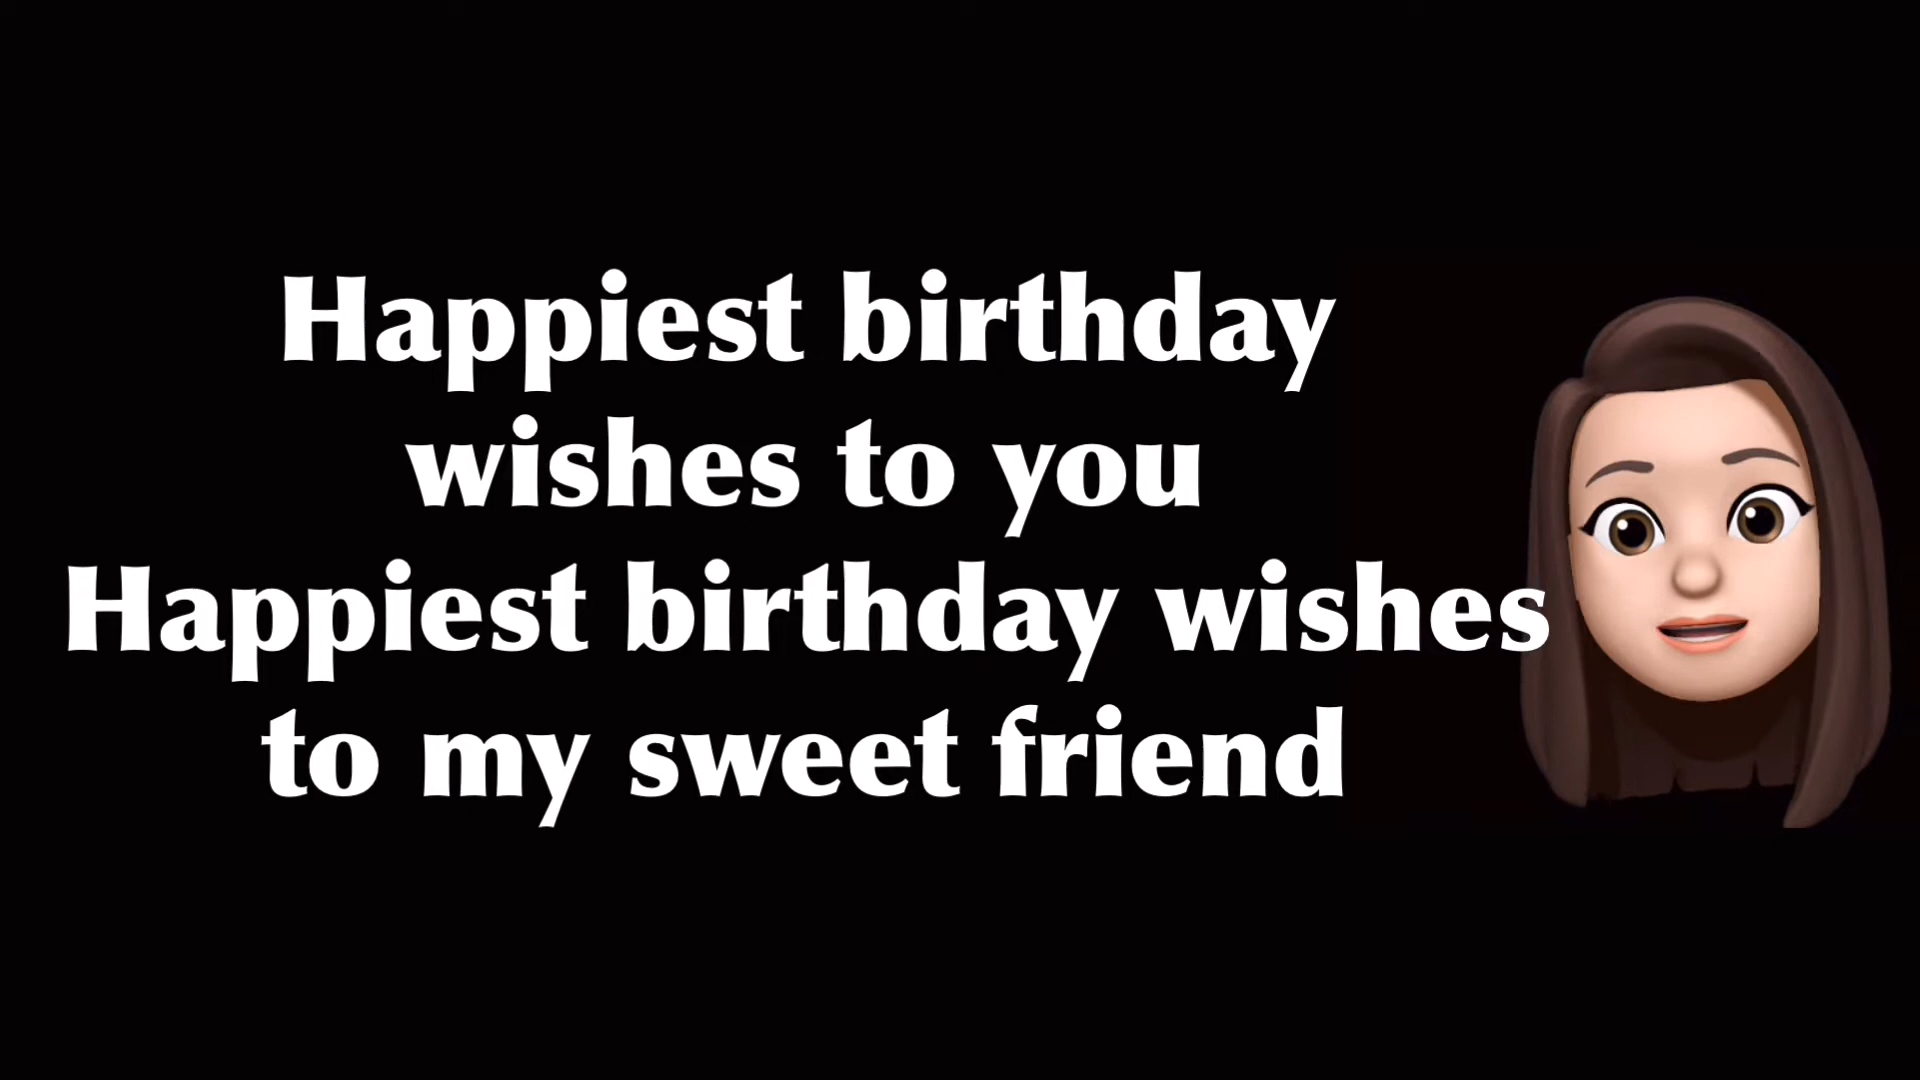 Happiest birthday
wishes to you
Happiest birthday wishes
to my sweet friend